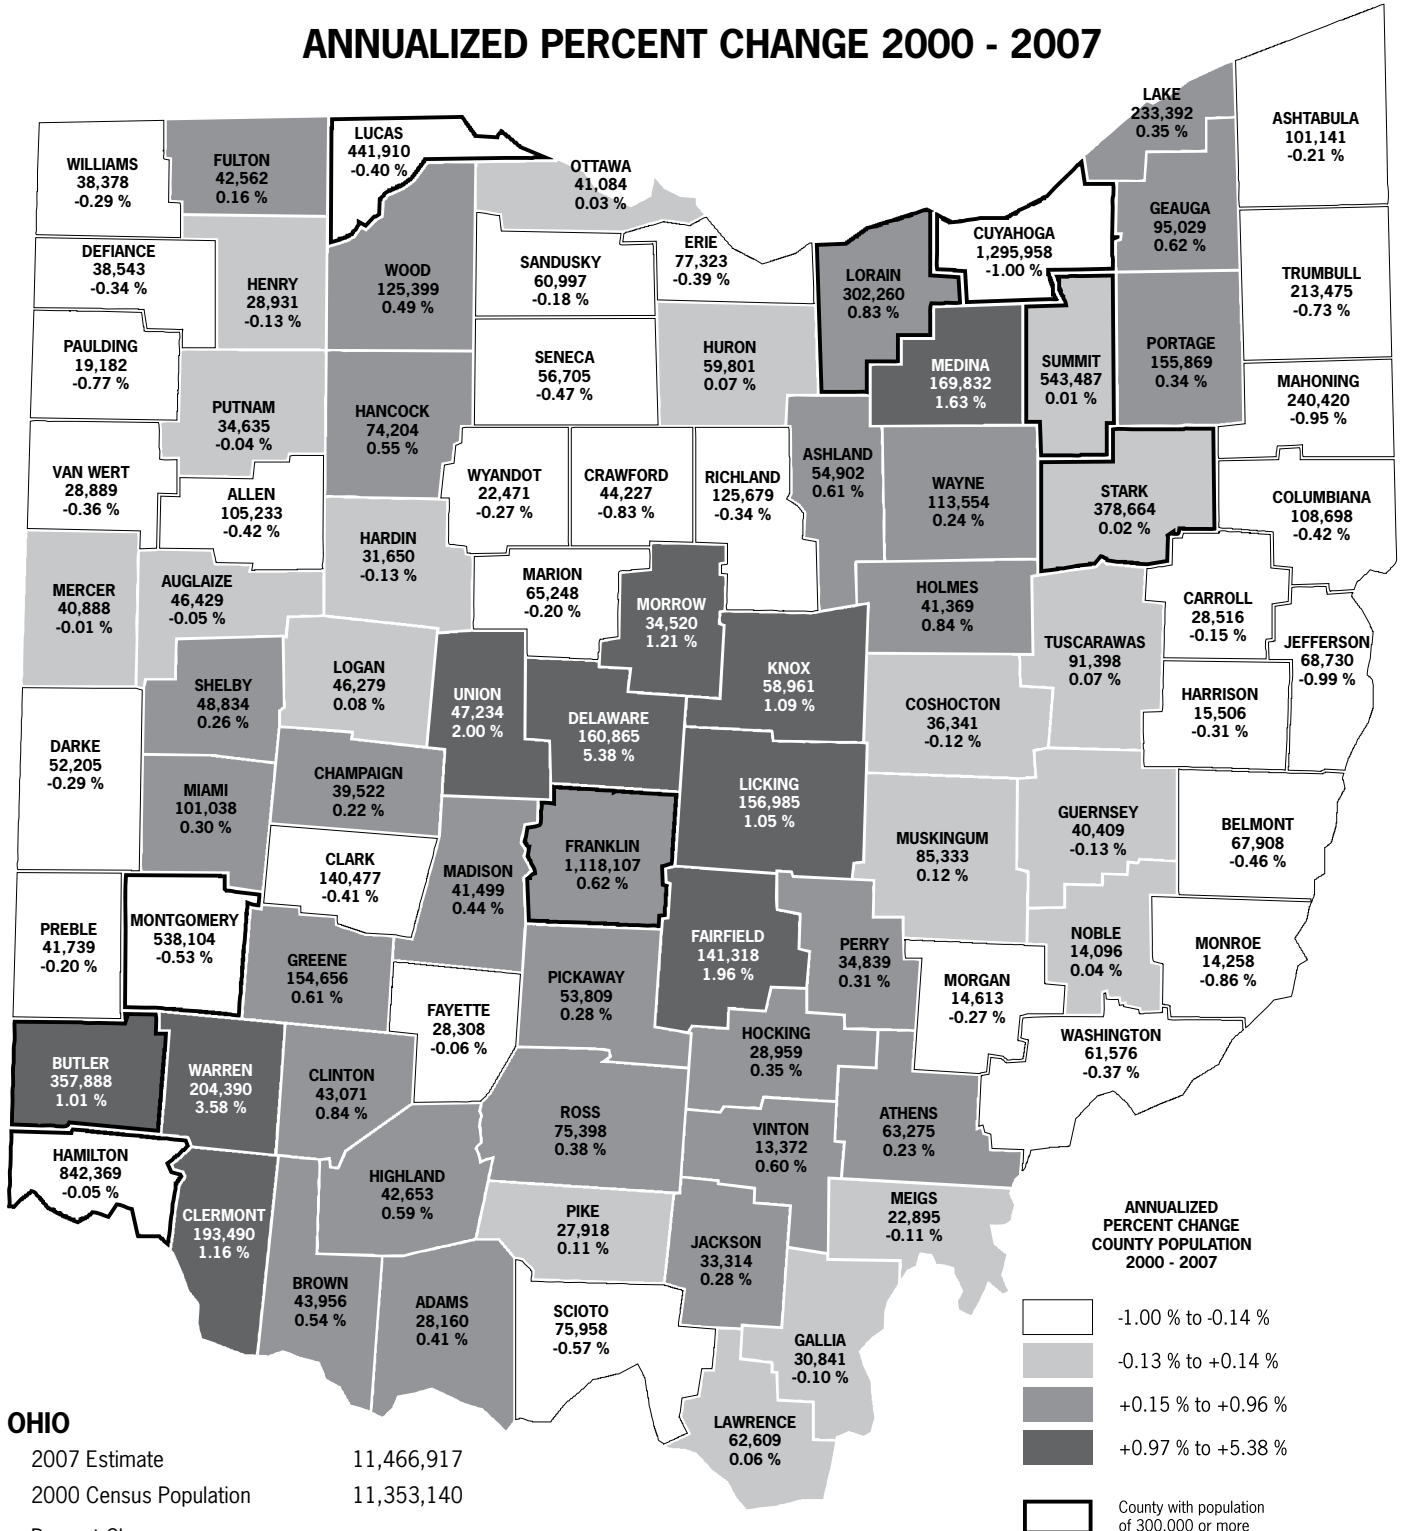 ANNUALIZED PERCENT CHANGE 2000 - 2007
LAKE
233,392
0.35 %
ASHTABULA
101,141
-0.21 %
LUCAS
441,910
-0.40 %
WILLIAMS
38,378
-0.29 %
FULTON
42,562
0.16 %
OTTAWA
41,084
0.03 %
GEAUGA
95,029
0.62 %
CUYAHOGA
1,295,958
-1.00 %
ERIE
77,323
-0.39 %
DEFIANCE
38,543
-0.34 %
HENRY
28,931
-0.13 %
WOOD
125,399
0.49 %
SANDUSKY
60,997
-0.18 %
LORAIN
302,260
0.83 %
TRUMBULL
213,475
-0.73 %
PAULDING
19,182
-0.77 %
SENECA
56,705
-0.47 %
HURON
59,801
0.07 %
MEDINA
169,832
1.63 %
SUMMIT
543,487
0.01 %
PORTAGE
155,869
0.34 %
MAHONING
240,420
-0.95 %
PUTNAM
34,635
-0.04 %
HANCOCK
74,204
0.55 %
VAN WERT
28,889
-0.36 %
ALLEN
105,233
-0.42 %
WYANDOT
22,471
-0.27 %
CRAWFORD
44,227
-0.83 %
RICHLAND
125,679
-0.34 %
ASHLAND
54,902
0.61 %
WAYNE
113,554
0.24 %
STARK
378,664
0.02 %
COLUMBIANA
108,698
-0.42 %
HARDIN
31,650
-0.13 %
MERCER
40,888
-0.01 %
AUGLAIZE
46,429
-0.05 %
MARION
65,248
-0.20 %
MORROW
34,520
1.21 %
HOLMES
41,369
0.84 %
CARROLL
28,516
-0.15 %
TUSCARAWAS
91,398
0.07 %
JEFFERSON
68,730
-0.99 %
SHELBY
48,834
0.26 %
LOGAN
46,279
0.08 %
UNION
47,234
2.00 %
DELAWARE
160,865
5.38 %
KNOX
58,961
1.09 %
COSHOCTON
36,341
-0.12 %
HARRISON
15,506
-0.31 %
DARKE
52,205
-0.29 %
MIAMI
101,038
0.30 %
CHAMPAIGN
39,522
0.22 %
LICKING
156,985
1.05 %
MUSKINGUM
85,333
0.12 %
GUERNSEY
40,409
-0.13 %
BELMONT
67,908
-0.46 %
CLARK
140,477
-0.41 %
MADISON
41,499
0.44 %
FRANKLIN
1,118,107
0.62 %
PREBLE
41,739
-0.20 %
MONTGOMERY
538,104
-0.53 %
GREENE
154,656
0.61 %
FAIRFIELD
141,318
1.96 %
PERRY
34,839
0.31 %
NOBLE
14,096
0.04 %
MONROE
14,258
-0.86 %
FAYETTE
28,308
-0.06 %
PICKAWAY
53,809
0.28 %
MORGAN
14,613
-0.27 %
HOCKING
28,959
0.35 %
WASHINGTON
61,576
-0.37 %
BUTLER
357,888
1.01 %
WARREN
204,390
3.58 %
CLINTON
43,071
0.84 %
ROSS
75,398
0.38 %
VINTON
13,372
0.60 %
ATHENS
63,275
0.23 %
HAMILTON
842,369
-0.05 %
HIGHLAND
42,653
0.59 %
CLERMONT
193,490
1.16 %
PIKE
27,918
0.11 %
JACKSON
33,314
0.28 %
MEIGS
22,895
-0.11 %
BROWN
43,956
0.54 %
ADAMS
28,160
0.41 %
SCIOTO
75,958
-0.57 %
GALLIA
30,841
-0.10 %
LAWRENCE
62,609
0.06 %
ANNUALIZED
PERCENT CHANGE
COUNTY POPULATION
2000 - 2007
-1.00 % to -0.14 %
-0.13 % to +0.14 %
+0.15 % to +0.96 %
+0.97 % to +5.38 %
County with population
of 300,000 or more
OHIO
2007 Estimate 11,466,917
2000 Census Population 11,353,140